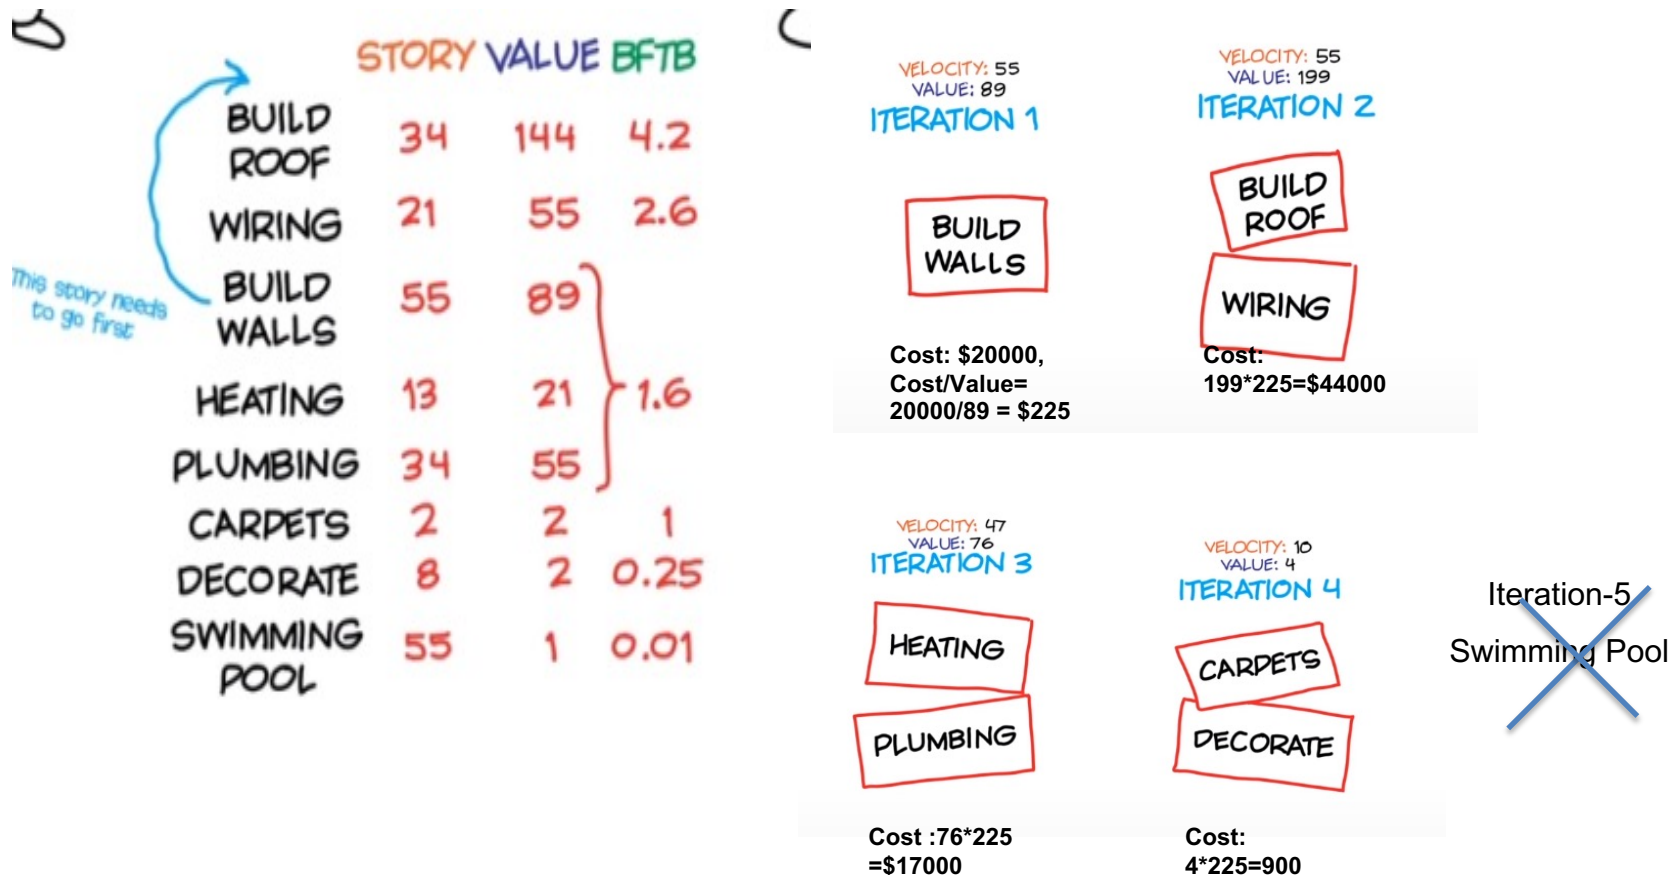 STORY VALUE BFTB
BUILD
ROOF 34 144 4.2
WIRING 21 55 2.6
This story needs
to go first
BUILD
WALLS 55 89
HEATING 13 21 1.6
PLUMBING 34 55
CARPETS 2 2 1
DECORATE 8 2 0.25
SWIMMING
POOL 55 1 0.01
VELOCITY: 55
VALUE: 89
ITERATION 1
BUILD
WALLS
Cost: $20000,
Cost/Value=
20000/89 = $225
VELOCITY: 55
VALUE: 199
ITERATION 2
BUILD
ROOF
WIRING
Cost:
199*225=$44000
VELOCITY: 47
VALUE: 76
ITERATION 3
HEATING
PLUMBING
Cost :76*225
=$17000
VELOCITY: 10
VALUE: 4
ITERATION 4
CARPETS
DECORATE
Cost:
4*225=900
Iteration-5
Swimming Pool